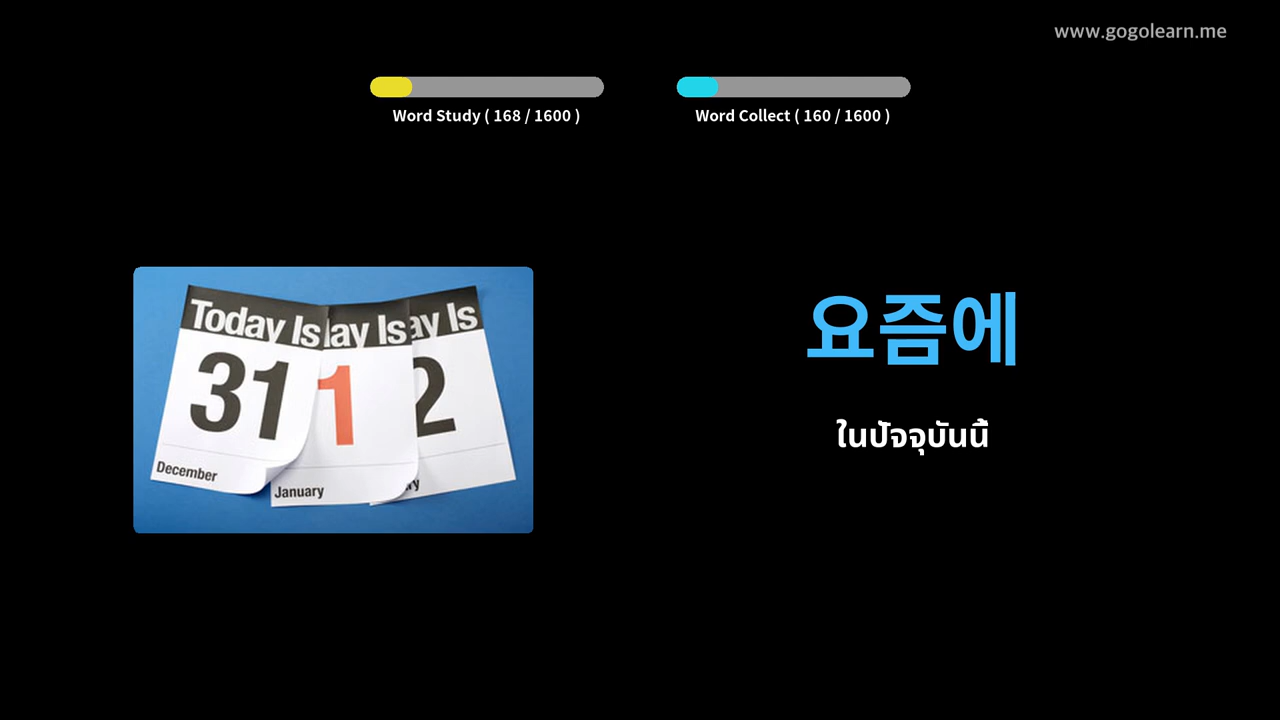 www.gogolearn.me
Word Study ( 168 / 1600 )
Word Collect ( 160 / 1600 )
Today Is
31
December
ay Is
1
January
ay Is
2
ry
요즘에
ในปัจจุบันนี้